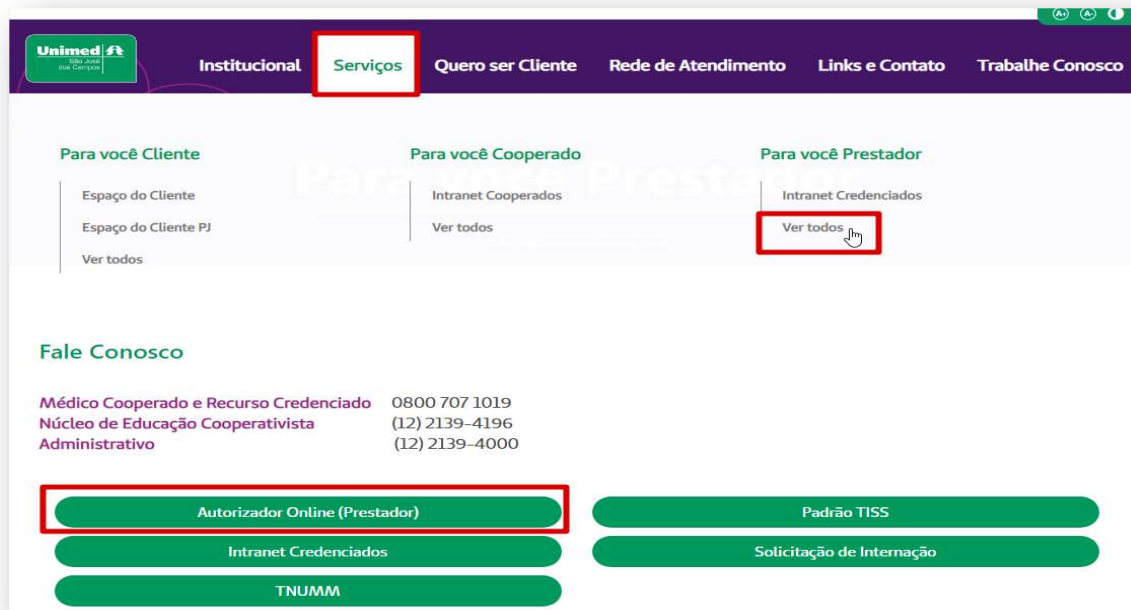 A+ A-
Unimed
São José
dos Campos
Institucional Serviços Quero ser Cliente Rede de Atendimento Links e Contato Trabalhe Conosco
Para você Prestador
Para você Cliente
Espaço do Cliente
Espaço do Cliente PJ
Ver todos
Para você Cooperado
Intranet Cooperados
Ver todos
Para você Prestador
Intranet Credenciados
Ver todos
Fale Conosco
Médico Cooperado e Recurso Credenciado 0800 707 1019
Núcleo de Educação Cooperativista (12) 2139-4196
Administrativo (12) 2139-4000
Autorizador Online (Prestador) Padrão TISS
Intranet Credenciados Solicitação de Internação
TNUMM